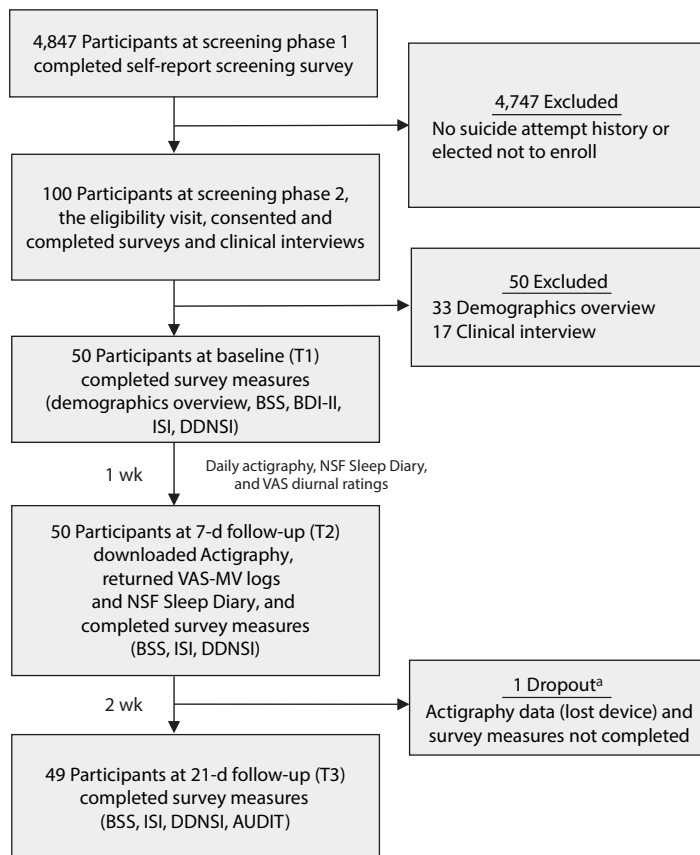 4,847 Participants at screening phase 1
completed self-report screening survey
4,747 Excluded
No suicide attempt history or
elected not to enroll
100 Participants at screening phase 2,
the eligibility visit, consented and
completed surveys and clinical interviews
50 Excluded
33 Demographics overview
17 Clinical interview
50 Participants at baseline (T1)
completed survey measures
(demographics overview, BSS, BDI-II,
ISI, DDNSI)
1 wk
Daily actigraphy, NSF Sleep Diary,
and VAS diurnal ratings
50 Participants at 7-d follow-up (T2)
downloaded Actigraphy,
returned VAS-MV logs
and NSF Sleep Diary, and
completed survey measures
(BSS, ISI, DDNSI)
2 wk
1 Dropoutᵃ
Actigraphy data (lost device) and
survey measures not completed
49 Participants at 21-d follow-up (T3)
completed survey measures
(BSS, ISI, DDNSI, AUDIT)